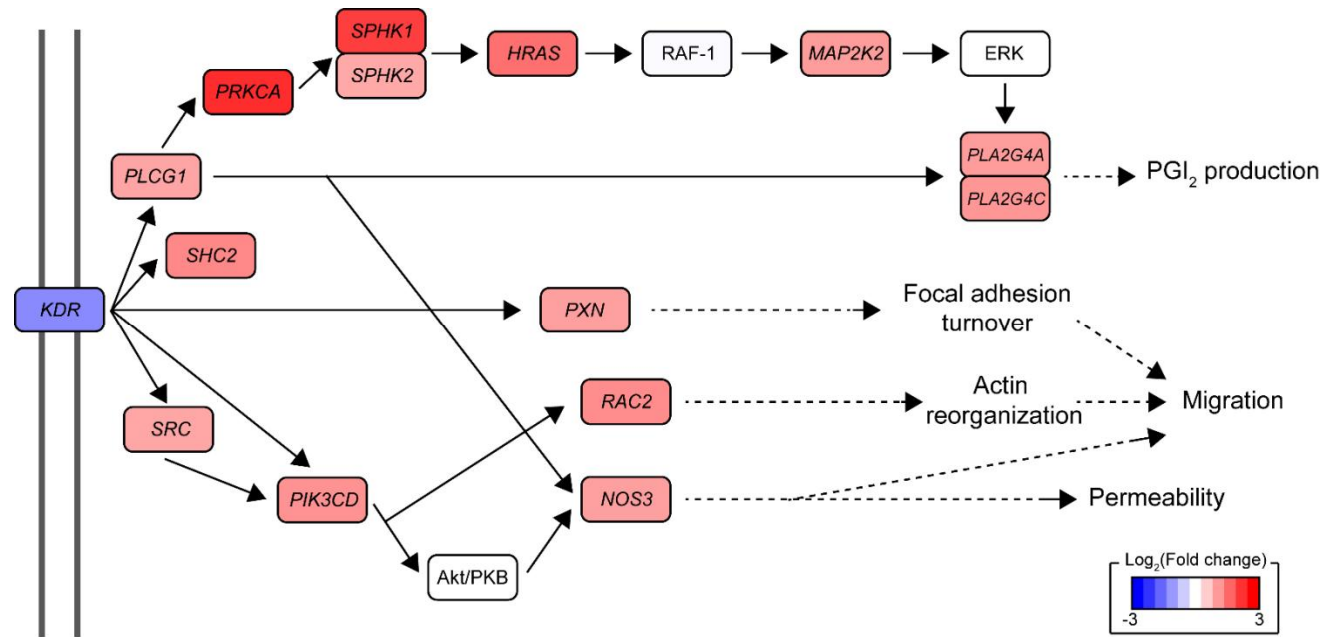 SPHK1
SPHK2
HRAS
RAF-1
MAP2K2
ERK
PRKCA
PLCG1
PLA2G4A
PLA2G4C
PGI₂ production
SHC2
KDR
PXN
Focal adhesion
turnover
RAC2
Actin
reorganization
Migration
SRC
PIK3CD
NOS3
Permeability
Akt/PKB
Log₂(Fold change)
-3
3